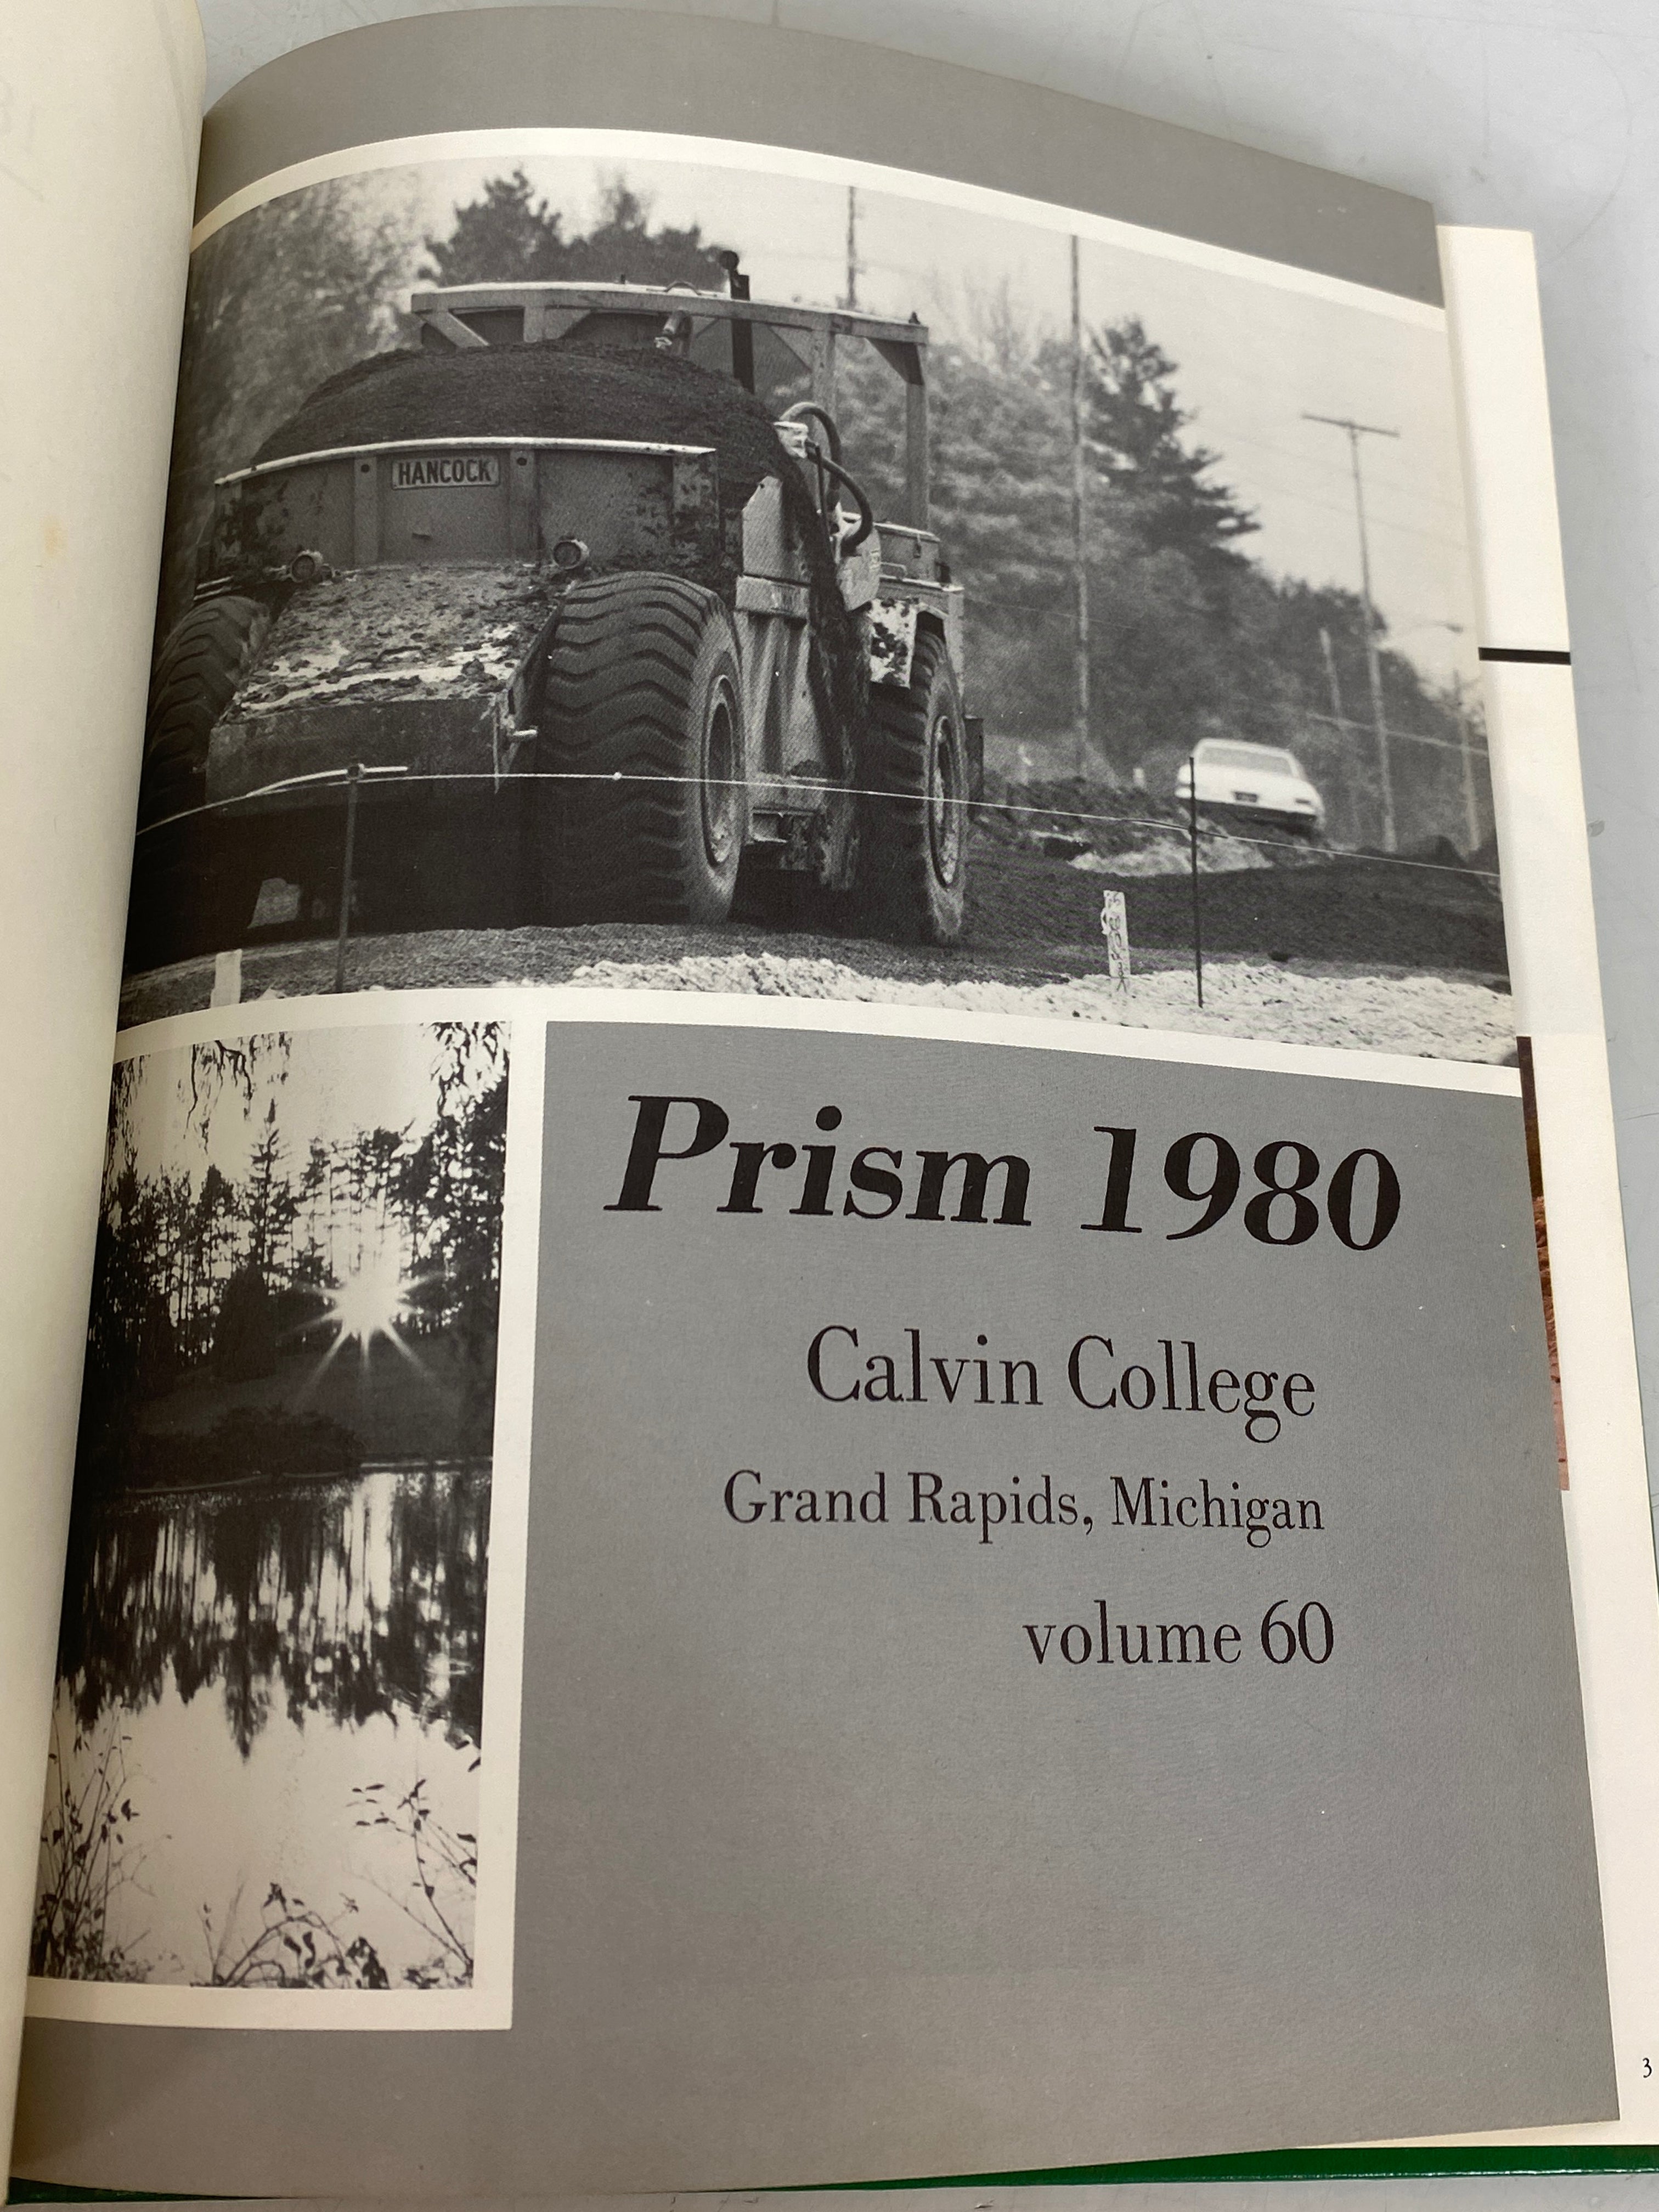 HANCOCK
Prism 1980
Calvin College
Grand Rapids, Michigan
volume 60
3